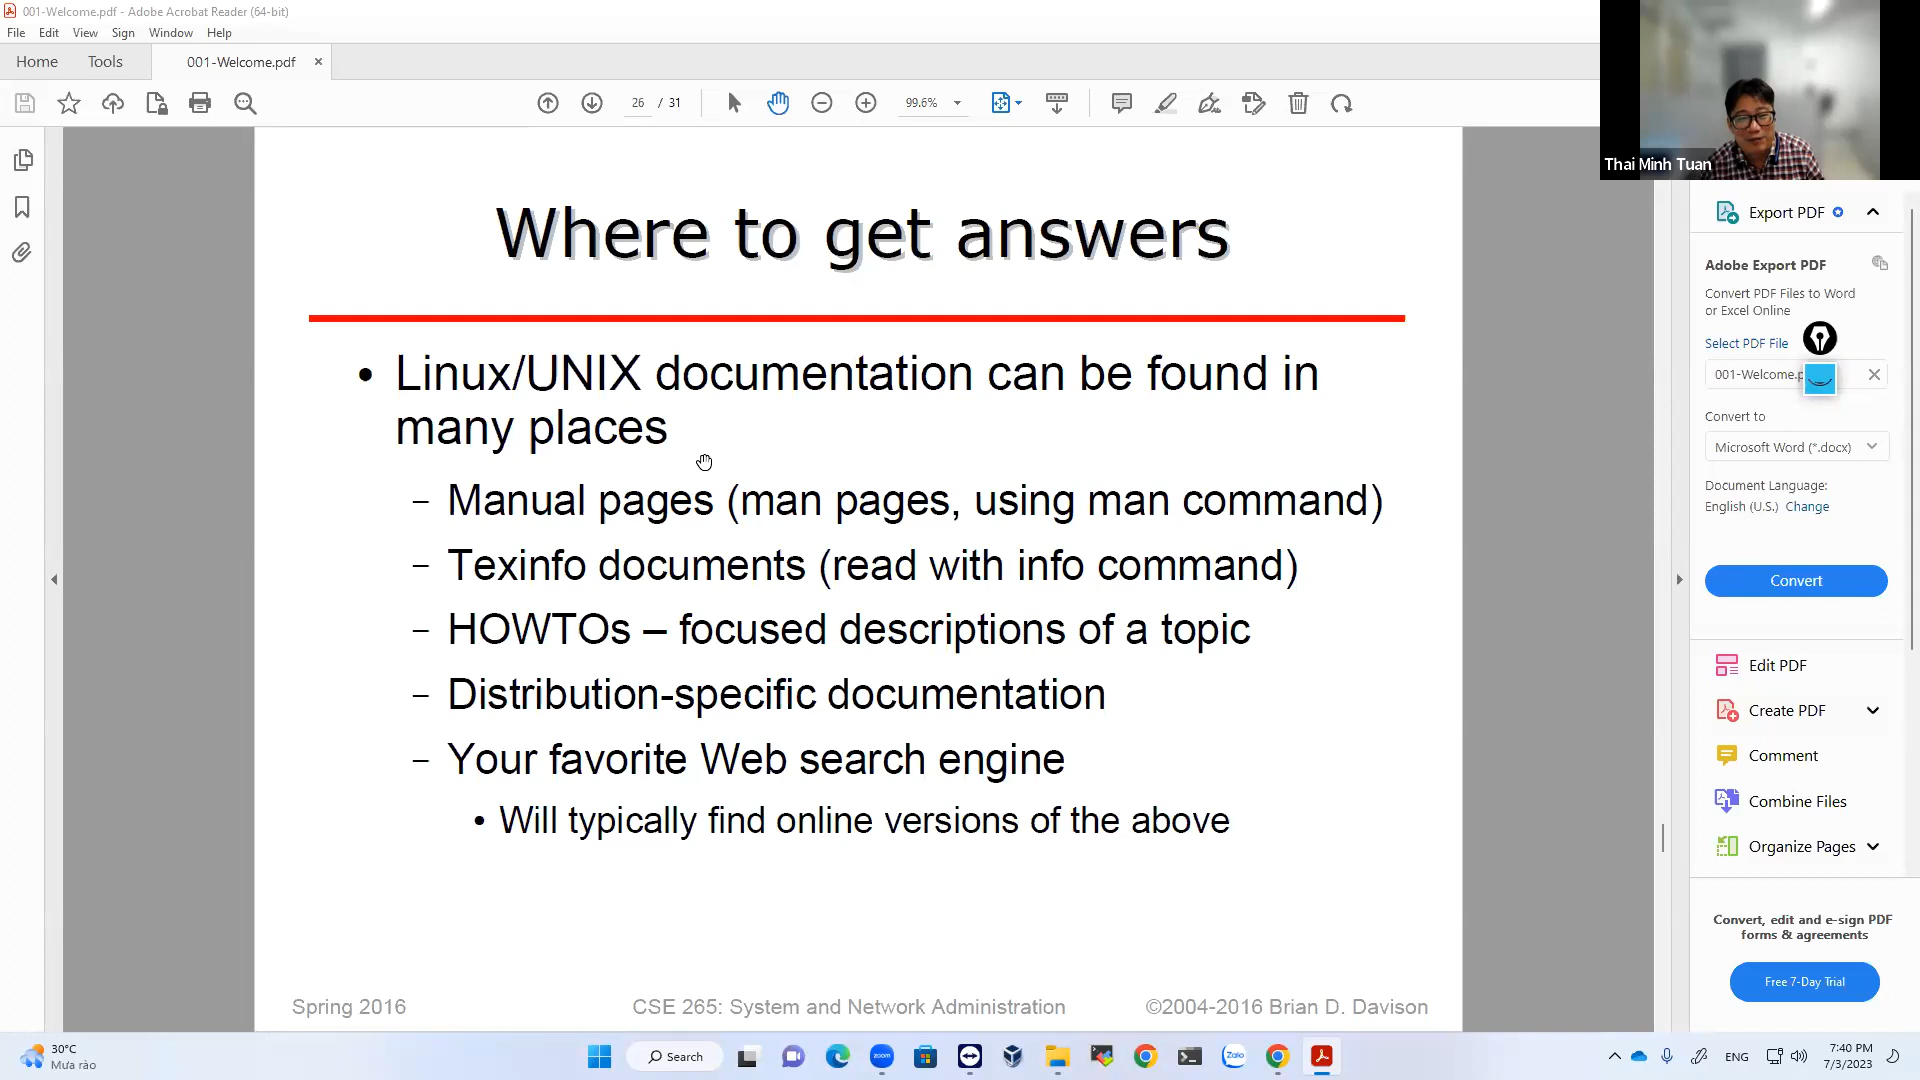 001-Welcome.pdf - Adobe Acrobat Reader (64-bit)
File Edit View Sign Window Help
Home Tools 001-Welcome.pdf
26 / 31 99.6%
Thai Minh Tuan
Where to get answers
• Linux/UNIX documentation can be found in
many places
– Manual pages (man pages, using man command)
– Texinfo documents (read with info command)
– HOWTOs – focused descriptions of a topic
– Distribution-specific documentation
– Your favorite Web search engine
• Will typically find online versions of the above
Spring 2016 CSE 265: System and Network Administration ©2004-2016 Brian D. Davison
Export PDF
Adobe Export PDF
Convert PDF Files to Word
or Excel Online
Select PDF File
001-Welcome.p
Convert to
Microsoft Word (*.docx)
Document Language:
English (U.S.) Change
Convert
Edit PDF
Create PDF
Comment
Combine Files
Organize Pages
Convert, edit and e-sign PDF
forms & agreements
Free 7-Day Trial
30°C
Mưa rào
Search
zoom
Zalo
ENG
7:40 PM
7/3/2023